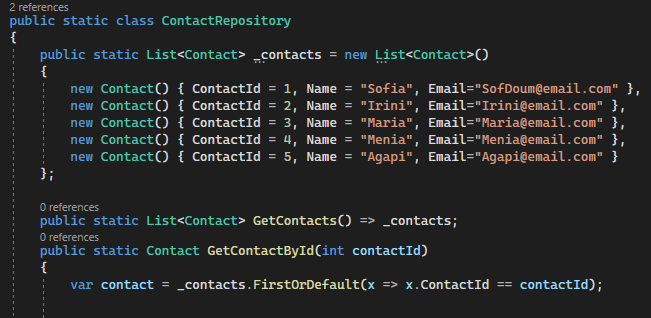 2 references
public static class ContactRepository
{
public static List<Contact> _contacts = new List<Contact>()
{
new Contact() { ContactId = 1, Name = "Sofia", Email="SofDoum@email.com" },
new Contact() { ContactId = 2, Name = "Irini", Email="Irini@email.com" },
new Contact() { ContactId = 3, Name = "Maria", Email="Maria@email.com" },
new Contact() { ContactId = 4, Name = "Menia", Email="Menia@email.com" },
new Contact() { ContactId = 5, Name = "Agapi", Email="Agapi@email.com" }
};
0 references
public static List<Contact> GetContacts() => _contacts;
0 references
public static Contact GetContactById(int contactId)
{
var contact = _contacts.FirstOrDefault(x => x.ContactId == contactId);